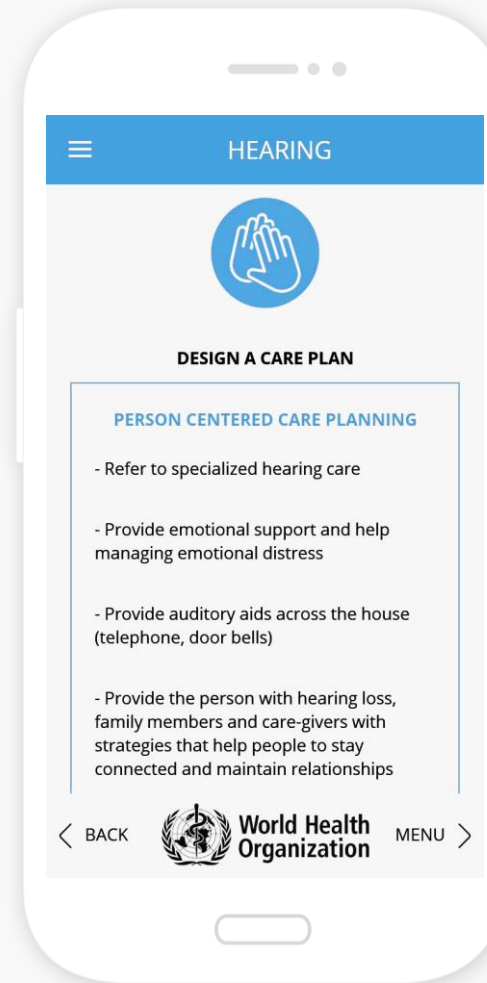 HEARING
DESIGN A CARE PLAN
PERSON CENTERED CARE PLANNING
- Refer to specialized hearing care
- Provide emotional support and help
managing emotional distress
- Provide auditory aids across the house
(telephone, door bells)
- Provide the person with hearing loss,
family members and care-givers with
strategies that help people to stay
connected and maintain relationships
BACK
World Health
Organization
MENU